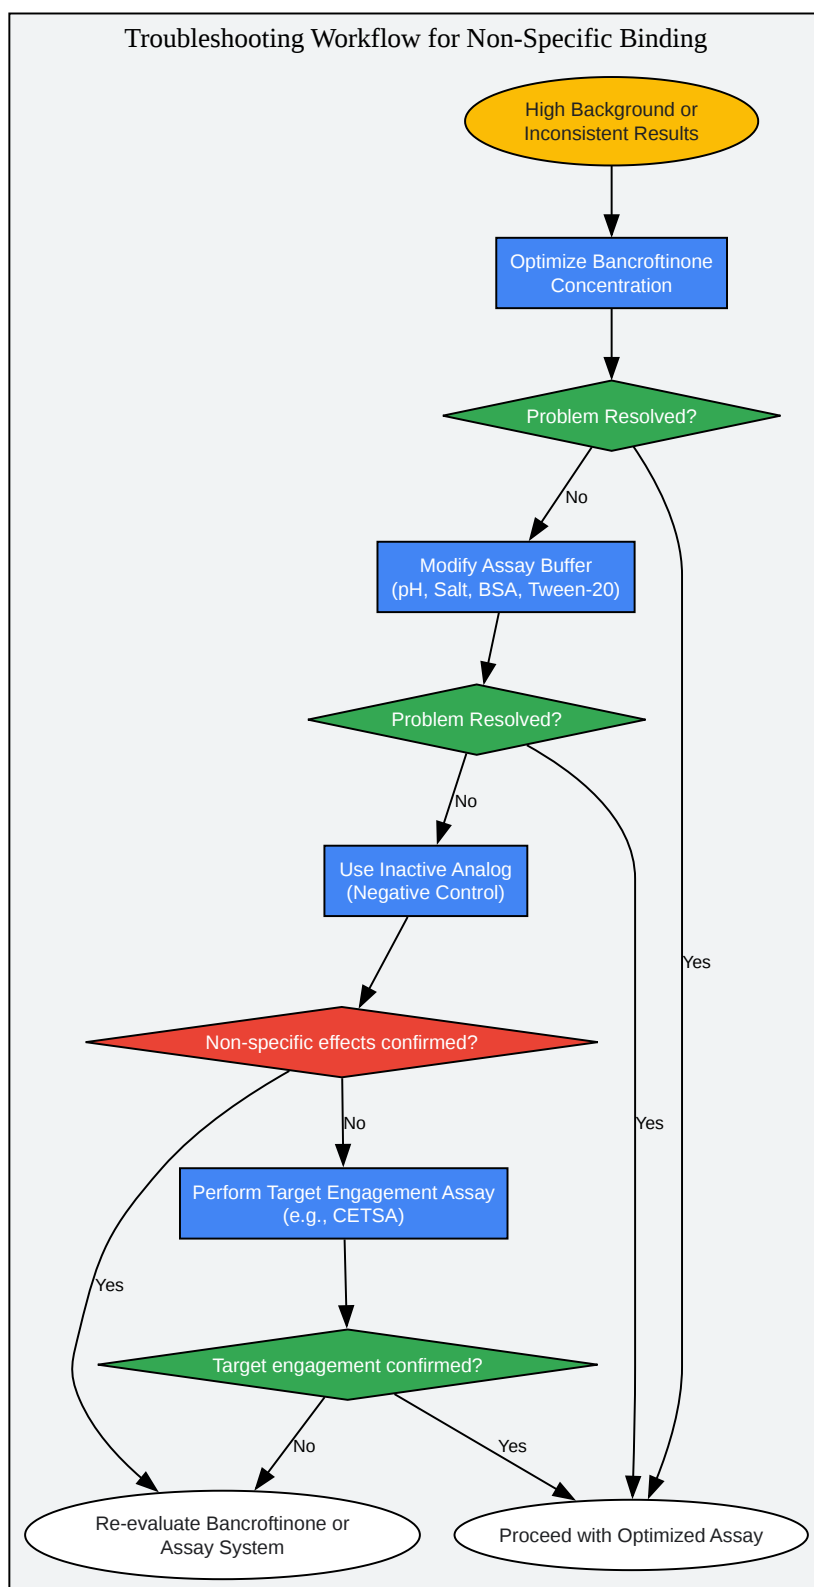 Troubleshooting Workflow for Non-Specific Binding
High Background or
Inconsistent Results
Optimize Bancroftinone
Concentration
Problem Resolved?
No
Modify Assay Buffer
(pH, Salt, BSA, Tween-20)
Problem Resolved?
No
Use Inactive Analog
(Negative Control)
Yes
Non-specific effects confirmed?
No
Yes
Perform Target Engagement Assay
(e.g., CETSA)
Yes
Target engagement confirmed?
No
Yes
Re-evaluate Bancroftinone or
Assay System
Proceed with Optimized Assay